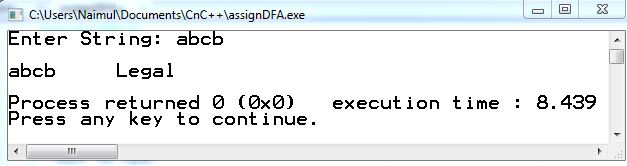 C:\Users\Naimul\Documents\CnC++\assignDFA.exe
Enter String: abcb
abcb Legal
Process returned 0 (0x0) execution time : 8.439
Press any key to continue.